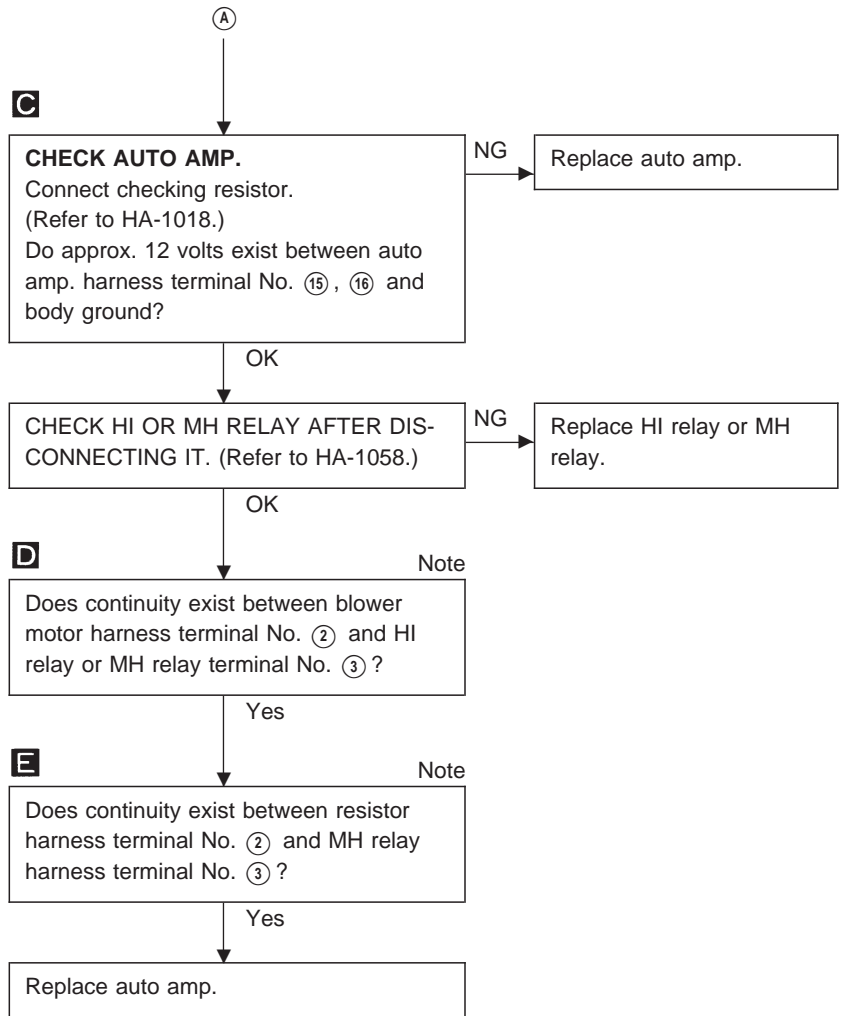 Ⓐ
C
CHECK AUTO AMP.
Connect checking resistor.
(Refer to HA-1018.)
Do approx. 12 volts exist between auto
amp. harness terminal No. ⑮, ⑯ and
body ground?
NG
Replace auto amp.
OK
CHECK HI OR MH RELAY AFTER DIS-
CONNECTING IT. (Refer to HA-1058.)
NG
Replace HI relay or MH
relay.
OK
D
Note
Does continuity exist between blower
motor harness terminal No. ② and HI
relay or MH relay terminal No. ③?
Yes
E
Note
Does continuity exist between resistor
harness terminal No. ② and MH relay
harness terminal No. ③?
Yes
Replace auto amp.